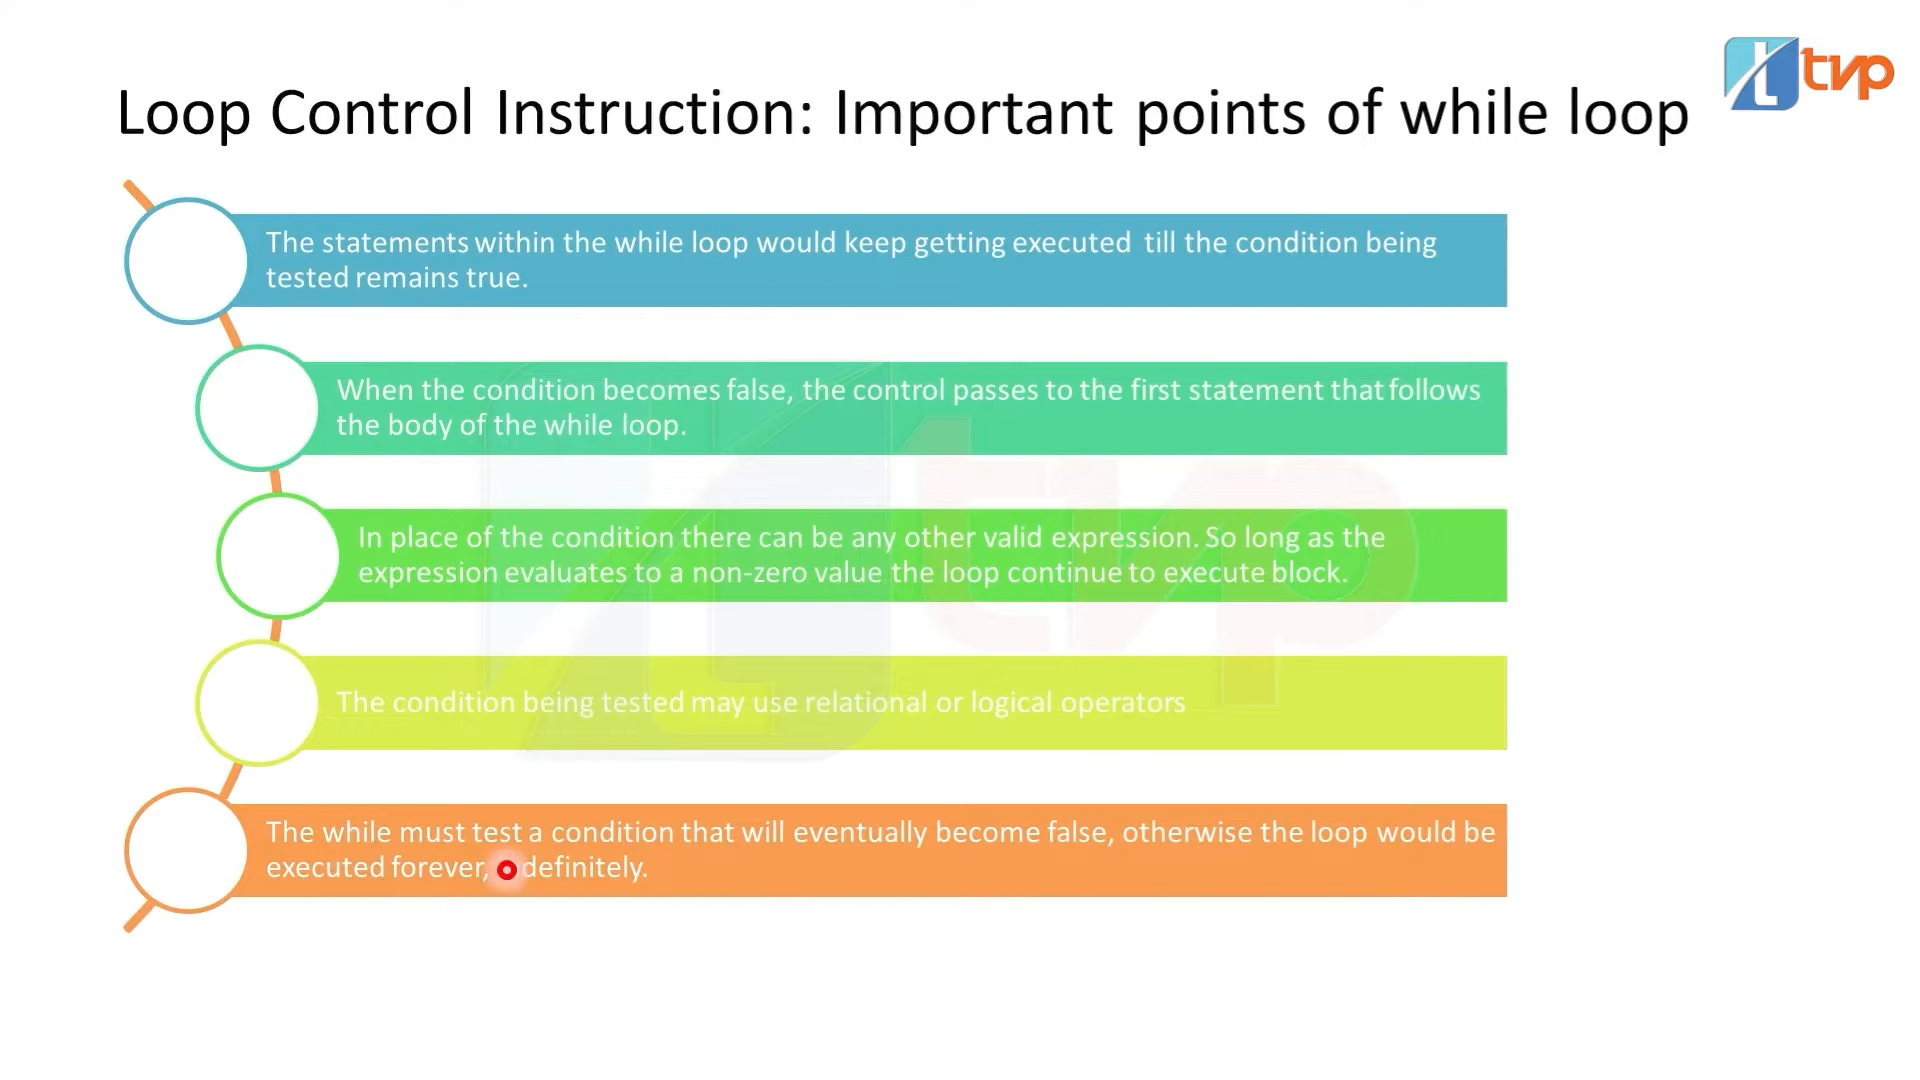 tvp
Loop Control Instruction: Important points of while loop
The statements within the while loop would keep getting executed till the condition being
tested remains true.
When the condition becomes false, the control passes to the first statement that follows
the body of the while loop.
In place of the condition there can be any other valid expression. So long as the
expression evaluates to a non-zero value the loop continue to execute block.
The condition being tested may use relational or logical operators
The while must test a condition that will eventually become false, otherwise the loop would be
executed forever,